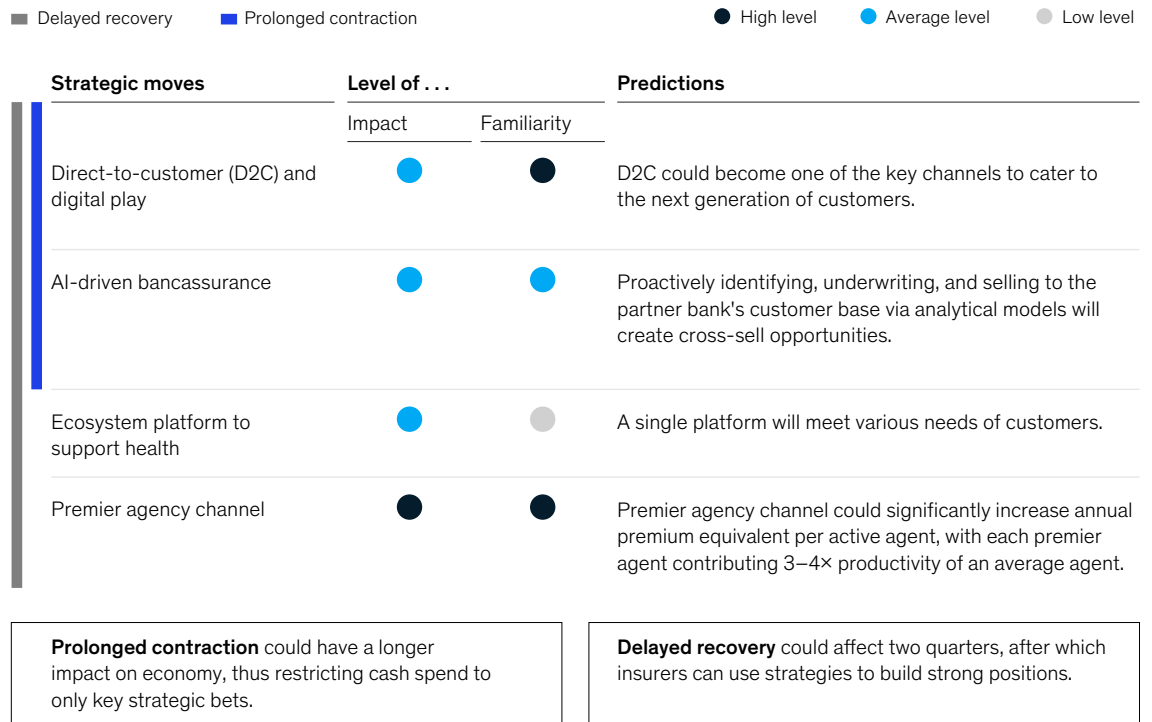 Delayed recovery
Prolonged contraction
High level
Average level
Low level
Strategic moves
Level of . . .
Predictions
Impact
Familiarity
Direct-to-customer (D2C) and
digital play
D2C could become one of the key channels to cater to
the next generation of customers.
AI-driven bancassurance
Proactively identifying, underwriting, and selling to the
partner bank's customer base via analytical models will
create cross-sell opportunities.
Ecosystem platform to
support health
A single platform will meet various needs of customers.
Premier agency channel
Premier agency channel could significantly increase annual
premium equivalent per active agent, with each premier
agent contributing 3–4× productivity of an average agent.
Prolonged contraction could have a longer
impact on economy, thus restricting cash spend to
only key strategic bets.
Delayed recovery could affect two quarters, after which
insurers can use strategies to build strong positions.